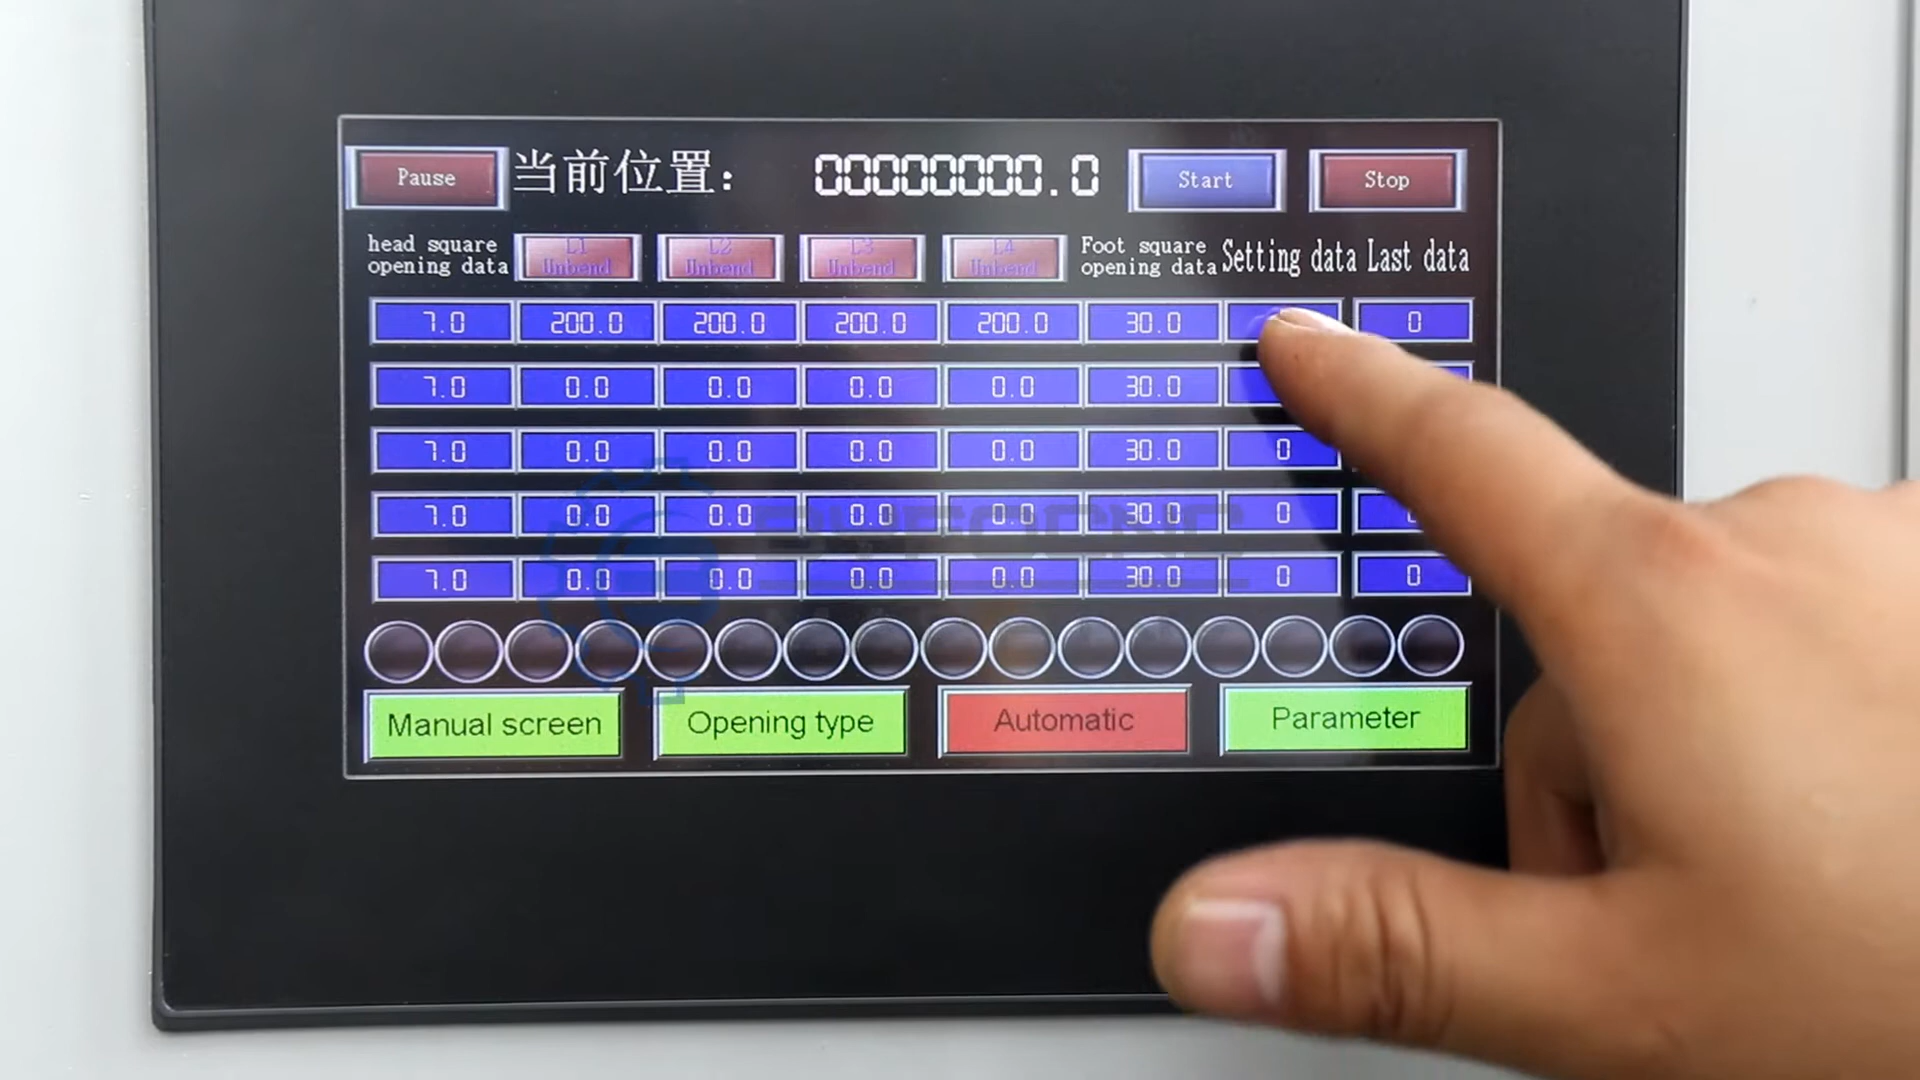 Pause 当前位置: 00000000.0 Start Stop
head square opening data L1 Unbend L2 Unbend L3 Unbend L4 Unbend Foot square opening data Setting data Last data
7.0 200.0 200.0 200.0 200.0 30.0 0
7.0 0.0 0.0 0.0 0.0 30.0
7.0 0.0 0.0 0.0 0.0 30.0 0
7.0 0.0 0.0 0.0 0.0 30.0 0
7.0 0.0 0.0 0.0 0.0 30.0 0 0
Manual screen Opening type Automatic Parameter